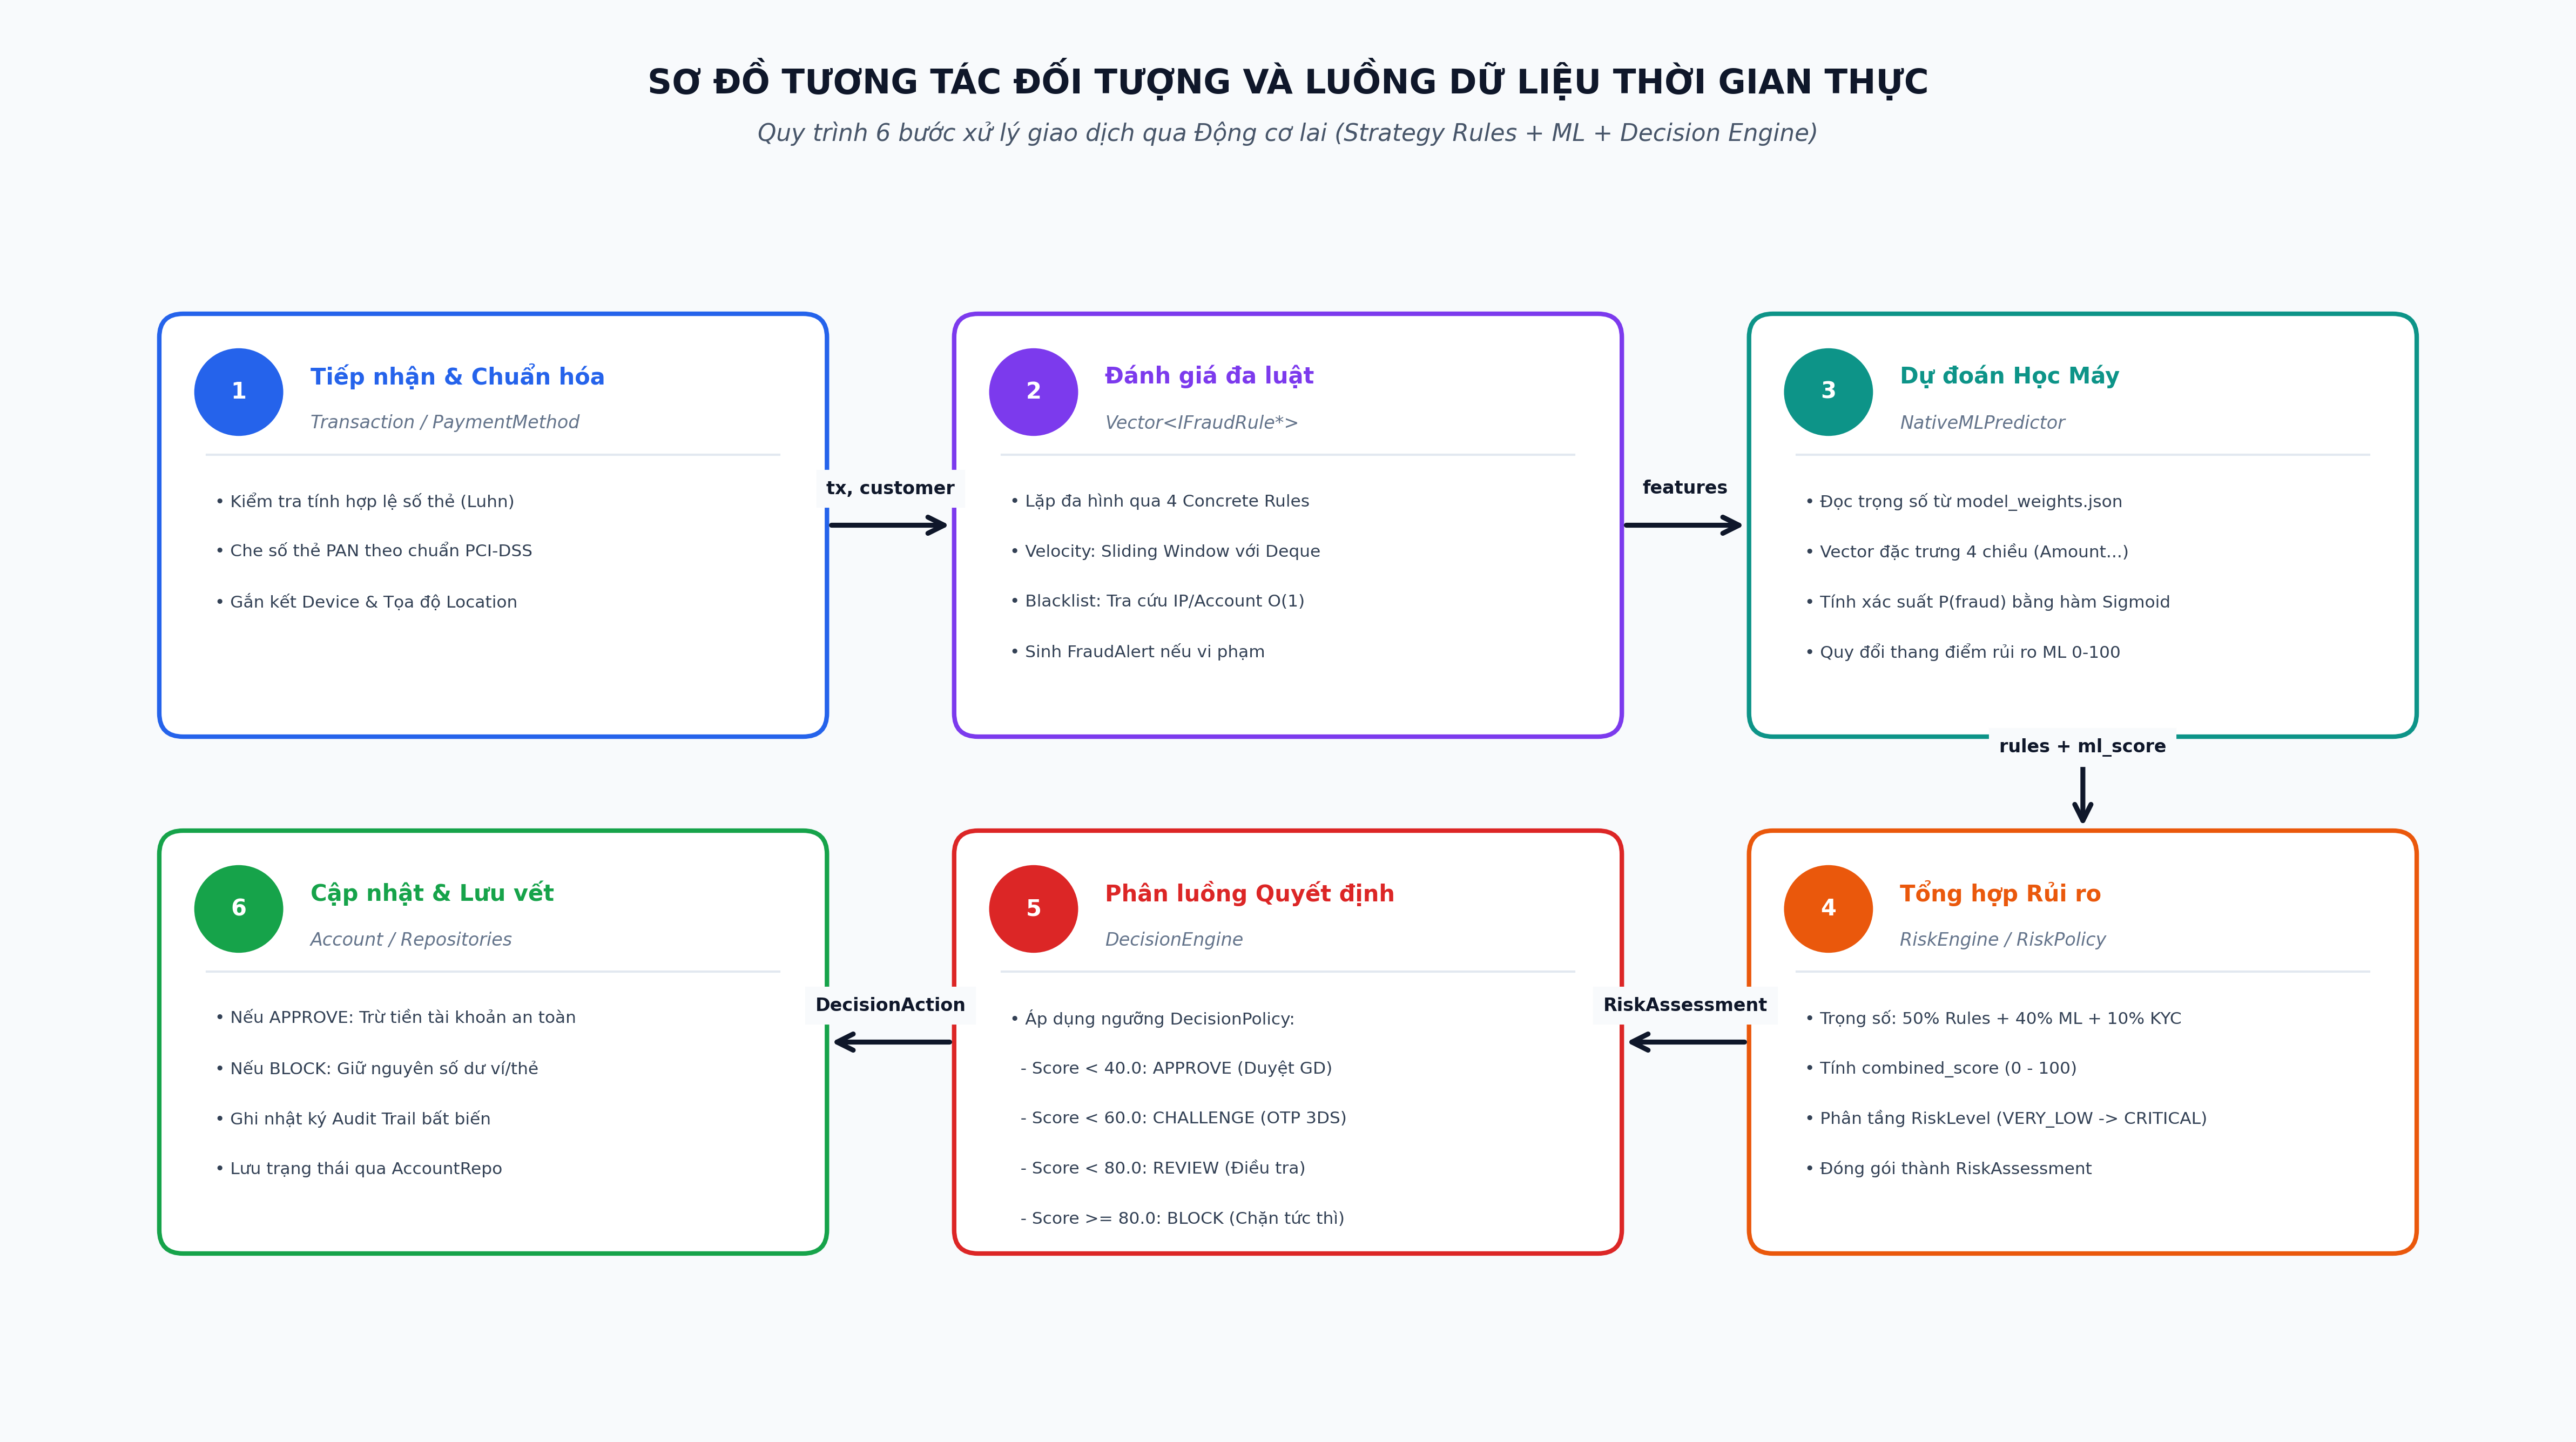 SƠ ĐỒ TƯƠNG TÁC ĐỐI TƯỢNG VÀ LUỒNG DỮ LIỆU THỜI GIAN THỰC
Quy trình 6 bước xử lý giao dịch qua Động cơ lai (Strategy Rules + ML + Decision Engine)
1
Tiếp nhận & Chuẩn hóa
Transaction / PaymentMethod
• Kiểm tra tính hợp lệ số thẻ (Luhn)
• Che số thẻ PAN theo chuẩn PCI-DSS
• Gắn kết Device & Tọa độ Location
tx, customer
2
Đánh giá đa luật
Vector<IFraudRule*>
• Lặp đa hình qua 4 Concrete Rules
• Velocity: Sliding Window với Deque
• Blacklist: Tra cứu IP/Account O(1)
• Sinh FraudAlert nếu vi phạm
features
3
Dự đoán Học Máy
NativeMLPredictor
• Đọc trọng số từ model_weights.json
• Vector đặc trưng 4 chiều (Amount...)
• Tính xác suất P(fraud) bằng hàm Sigmoid
• Quy đổi thang điểm rủi ro ML 0-100
rules + ml_score
4
Tổng hợp Rủi ro
RiskEngine / RiskPolicy
• Trọng số: 50% Rules + 40% ML + 10% KYC
• Tính combined_score (0 - 100)
• Phân tầng RiskLevel (VERY_LOW -> CRITICAL)
• Đóng gói thành RiskAssessment
RiskAssessment
5
Phân luồng Quyết định
DecisionEngine
• Áp dụng ngưỡng DecisionPolicy:
- Score < 40.0: APPROVE (Duyệt GD)
- Score < 60.0: CHALLENGE (OTP 3DS)
- Score < 80.0: REVIEW (Điều tra)
- Score >= 80.0: BLOCK (Chặn tức thì)
DecisionAction
6
Cập nhật & Lưu vết
Account / Repositories
• Nếu APPROVE: Trừ tiền tài khoản an toàn
• Nếu BLOCK: Giữ nguyên số dư ví/thẻ
• Ghi nhật ký Audit Trail bất biến
• Lưu trạng thái qua AccountRepo